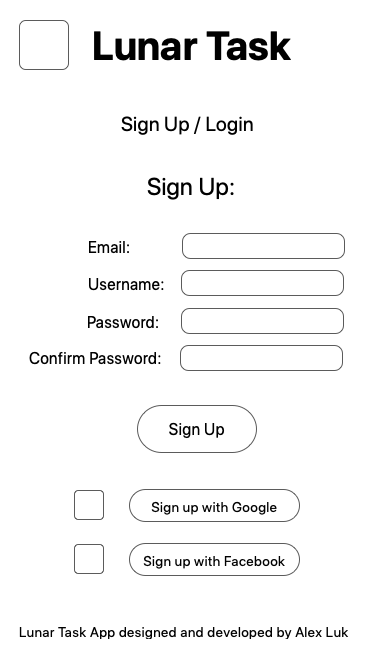 Lunar Task
Sign Up / Login
Sign Up:
Email:
Username:
Password:
Confirm Password:
Sign Up
Sign up with Google
Sign up with Facebook
Lunar Task App designed and developed by Alex Luk